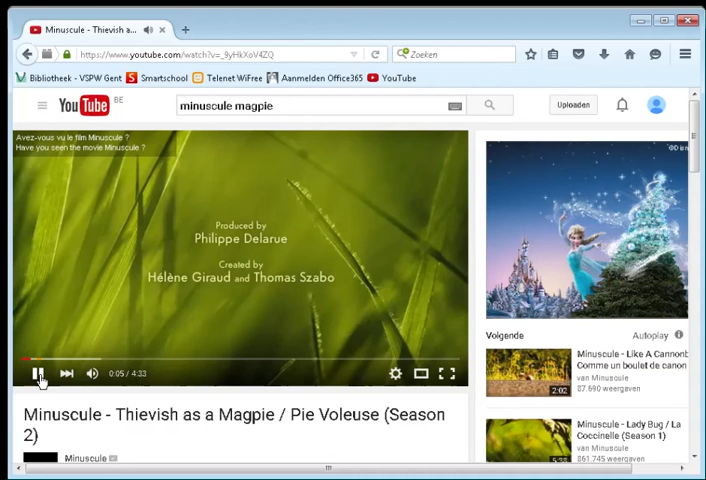 Minuscule - Thievish as a...
https://www.youtube.com/watch?v=_9yHkXoV4ZQ
Zoeken
Bibliotheek - VSPW Gent
Smartschool
Telenet WiFree
Aanmelden Office365
YouTube
YouTube BE
minuscule magpie
Uploaden
Avez-vous vu le film Minuscule ?
Have you seen the movie Minuscule ?
Produced by
Philippe Delarue
Created by
Hélène Giraud and Thomas Szabo
0:05 / 4:33
Minuscule - Thievish as a Magpie / Pie Voleuse (Season
2)
Minuscule
Volgende
Autoplay
Minuscule - Like A Cannonb
Comme un boulet de canon
van Minuscule
87.690 weergaven
2:02
Minuscule - Lady Bug / La
Coccinelle (Season 1)
van Minuscule
861.745 weergaven